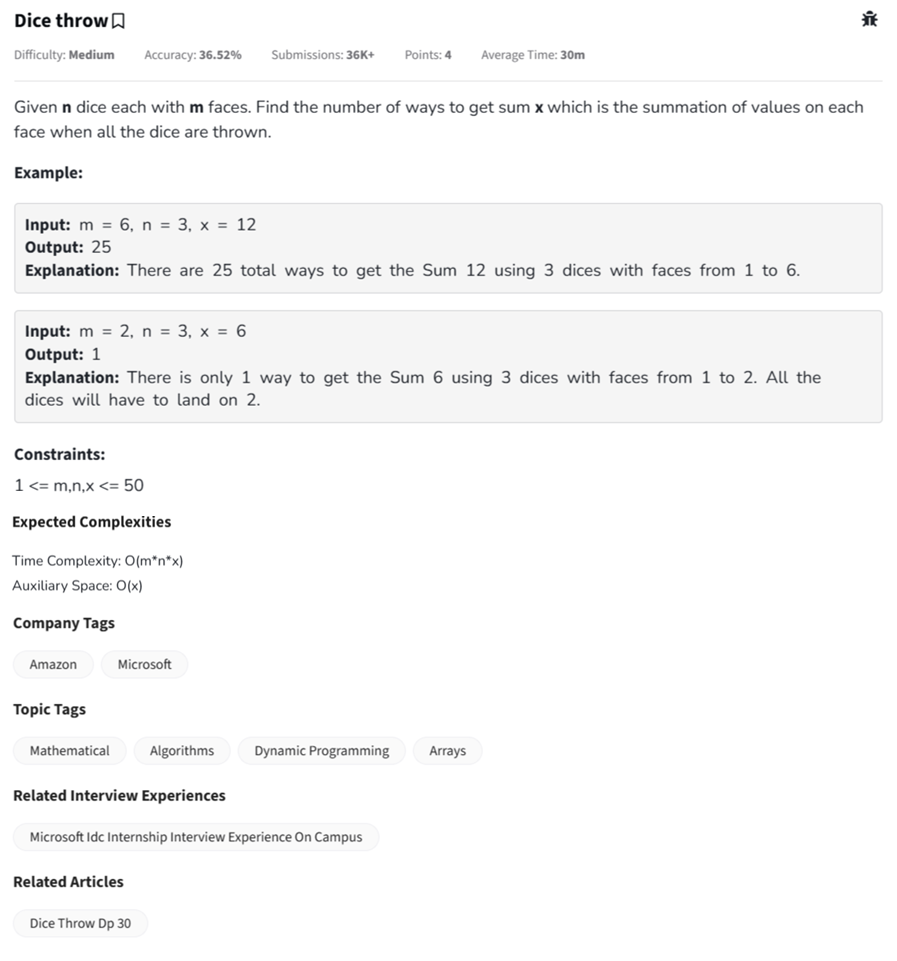 Dice throw
Difficulty: Medium Accuracy: 36.52% Submissions: 36K+ Points: 4 Average Time: 30m
Given n dice each with m faces. Find the number of ways to get sum x which is the summation of values on each
face when all the dice are thrown.
Example:
Input: m = 6, n = 3, x = 12
Output: 25
Explanation: There are 25 total ways to get the Sum 12 using 3 dices with faces from 1 to 6.
Input: m = 2, n = 3, x = 6
Output: 1
Explanation: There is only 1 way to get the Sum 6 using 3 dices with faces from 1 to 2. All the
dices will have to land on 2.
Constraints:
1 <= m,n,x <= 50
Expected Complexities
Time Complexity: O(m*n*x)
Auxiliary Space: O(x)
Company Tags
Amazon Microsoft
Topic Tags
Mathematical Algorithms Dynamic Programming Arrays
Related Interview Experiences
Microsoft Idc Internship Interview Experience On Campus
Related Articles
Dice Throw Dp 30